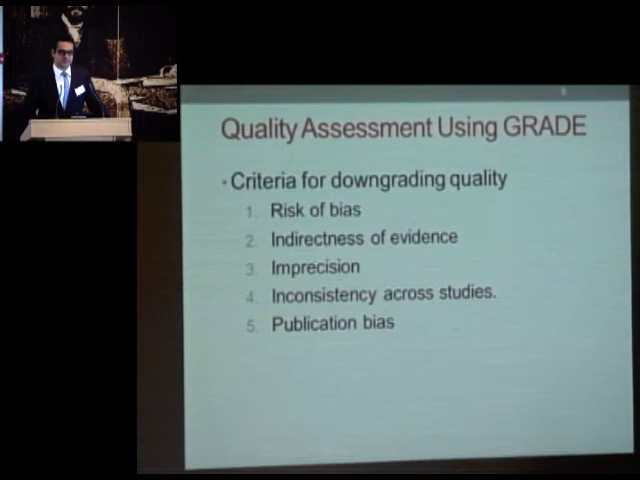 Quality Assessment Using GRADE
• Criteria for downgrading quality
1. Risk of bias
2. Indirectness of evidence
3. Imprecision
4. Inconsistency across studies.
5. Publication bias